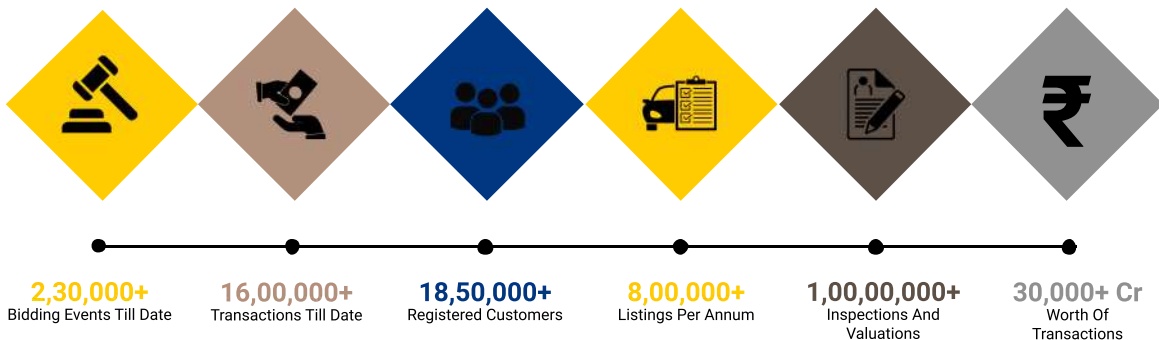 2,30,000+
Bidding Events Till Date
16,00,000+
Transactions Till Date
18,50,000+
Registered Customers
8,00,000+
Listings Per Annum
1,00,00,000+
Inspections And
Valuations
30,000+ Cr
Worth Of
Transactions